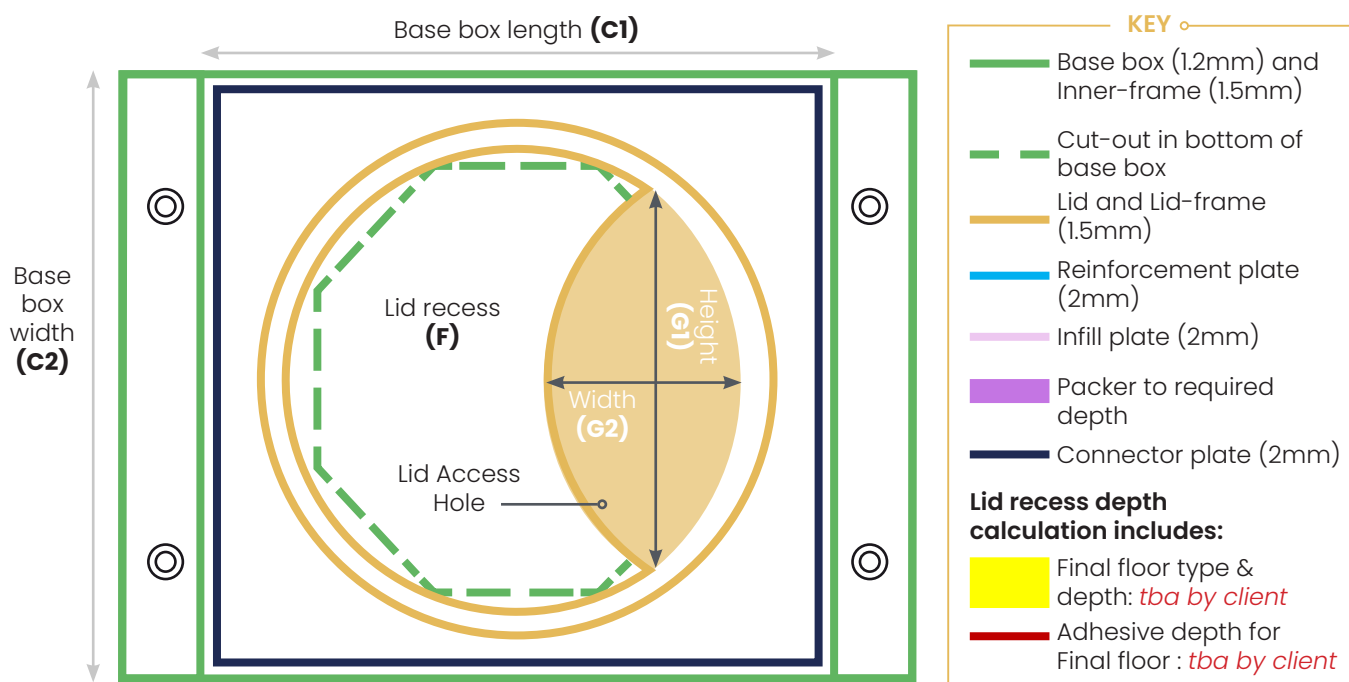 Base box length (C1)
Base
box
width
(C2)
Lid recess
(F)
Height
(G1)
Width
(G2)
Lid Access
Hole
KEY
Base box (1.2mm) and
Inner-frame (1.5mm)
Cut-out in bottom of
base box
Lid and Lid-frame
(1.5mm)
Reinforcement plate
(2mm)
Infill plate (2mm)
Packer to required
depth
Connector plate (2mm)
Lid recess depth
calculation includes:
Final floor type &
depth: tba by client
Adhesive depth for
Final floor : tba by client